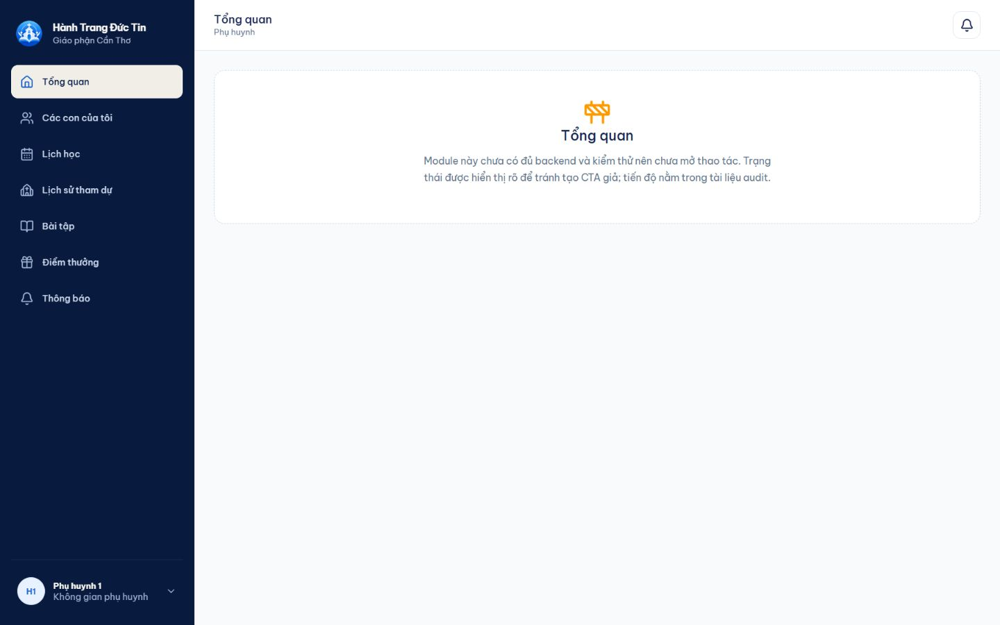 Hành Trang Đức Tin
Giáo phận Cần Thơ
Tổng quan
Các con của tôi
Lịch học
Lịch sử tham dự
Bài tập
Điểm thưởng
Thông báo
H1
Phụ huynh 1
Không gian phụ huynh
Tổng quan
Phụ huynh
Tổng quan
Module này chưa có đủ backend và kiểm thử nên chưa mở thao tác. Trạng
thái được hiển thị rõ để tránh tạo CTA giả; tiến độ nằm trong tài liệu audit.